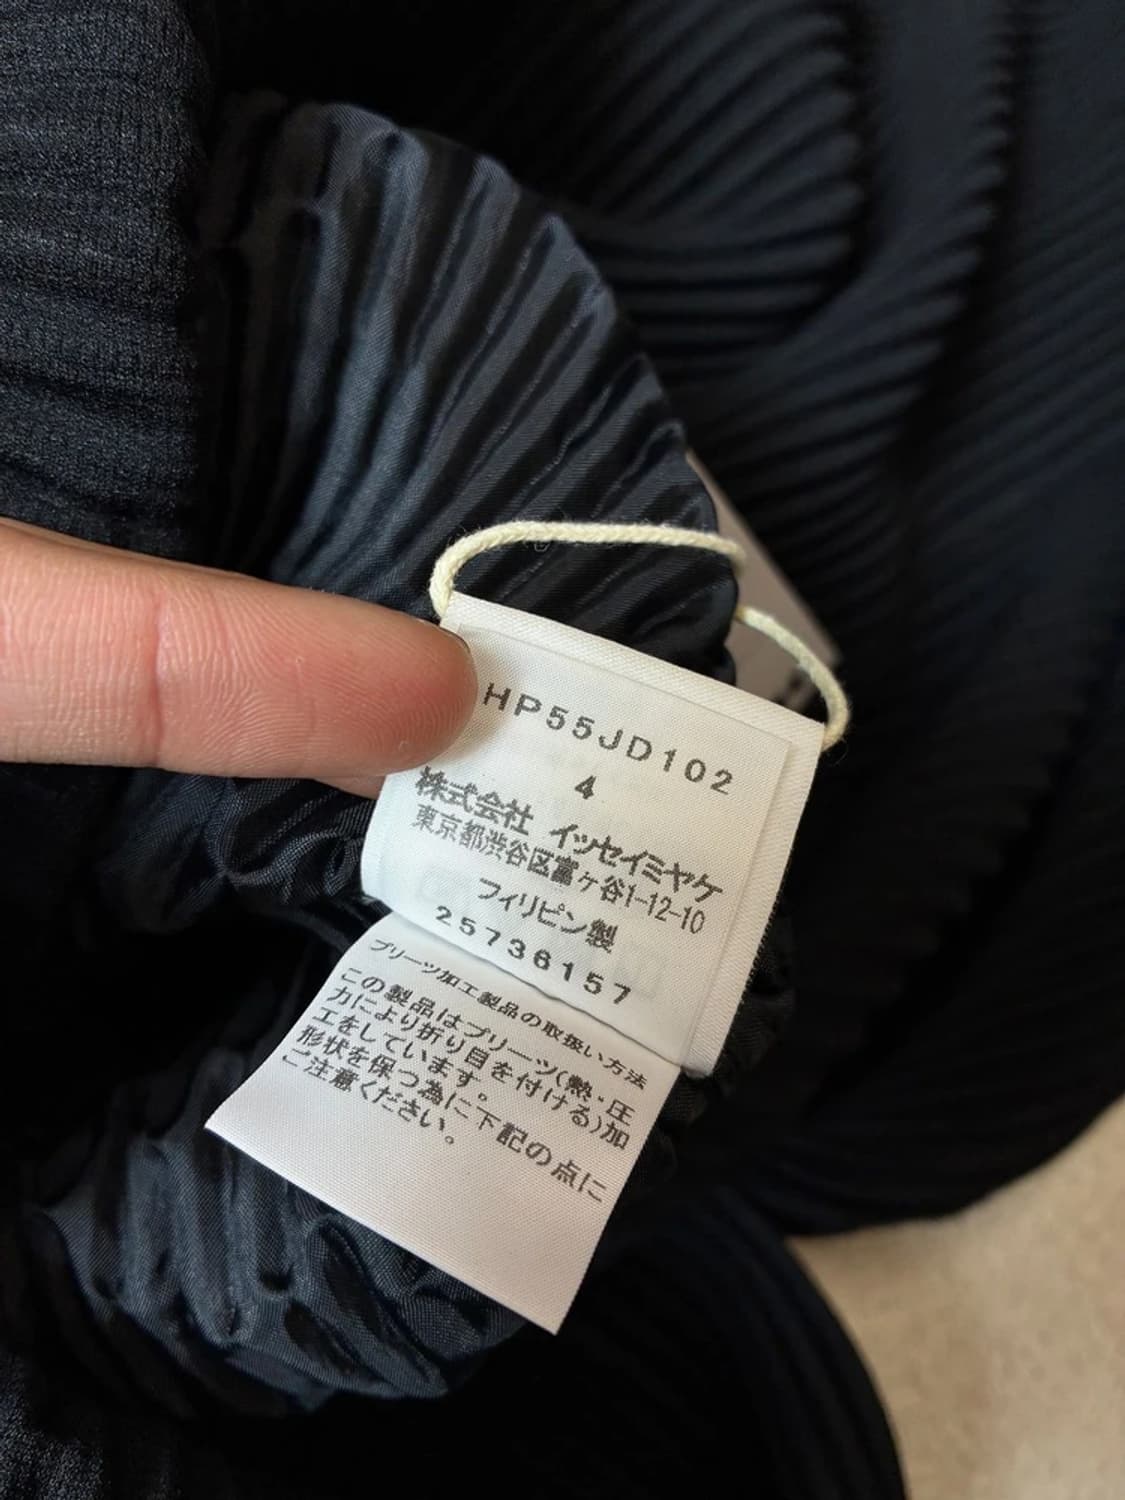 HP55JD102
4
株式会社 イッセイミヤケ
東京都渋谷区富ヶ谷1-12-10
フィリピン製
25736157
プリーツ加工製品の取扱い方法
この製品はプリーツ(熱・圧
力により折り目を付ける)加
工をしています。
形状を保つ為に下記の点に
ご注意ください。